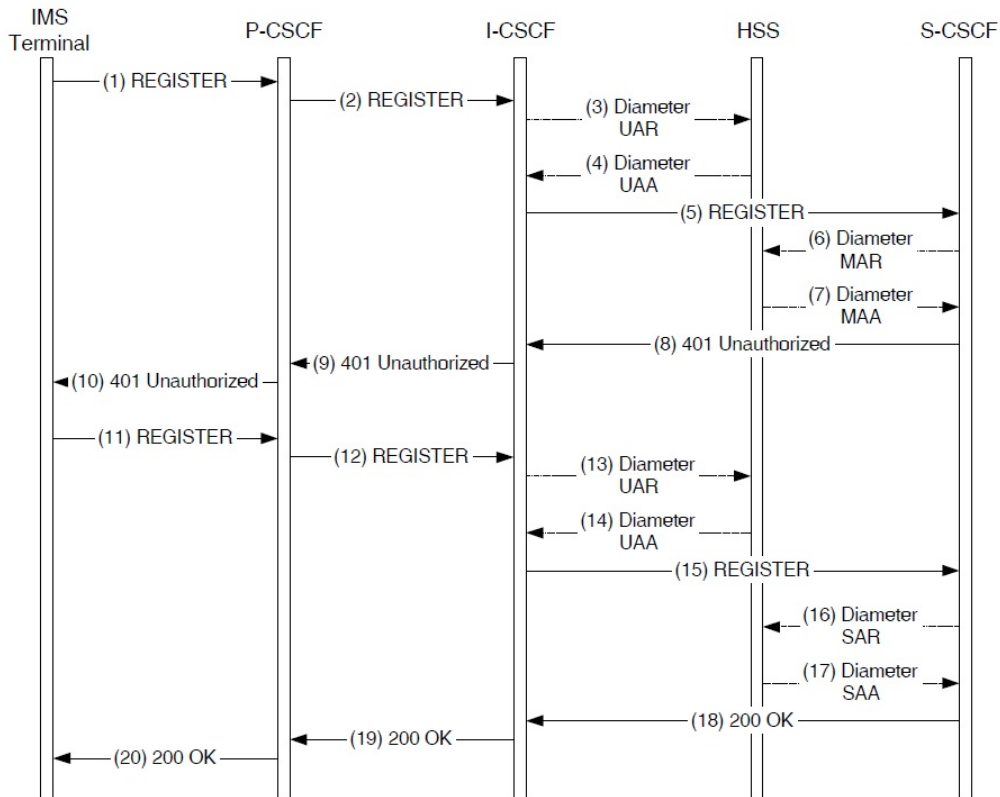 IMS
Terminal
P-CSCF
I-CSCF
HSS
S-CSCF
(1) REGISTER
(2) REGISTER
(3) Diameter
UAR
(4) Diameter
UAA
(5) REGISTER
(6) Diameter
MAR
(7) Diameter
MAA
(8) 401 Unauthorized
(9) 401 Unauthorized
(10) 401 Unauthorized
(11) REGISTER
(12) REGISTER
(13) Diameter
UAR
(14) Diameter
UAA
(15) REGISTER
(16) Diameter
SAR
(17) Diameter
SAA
(18) 200 OK
(19) 200 OK
(20) 200 OK